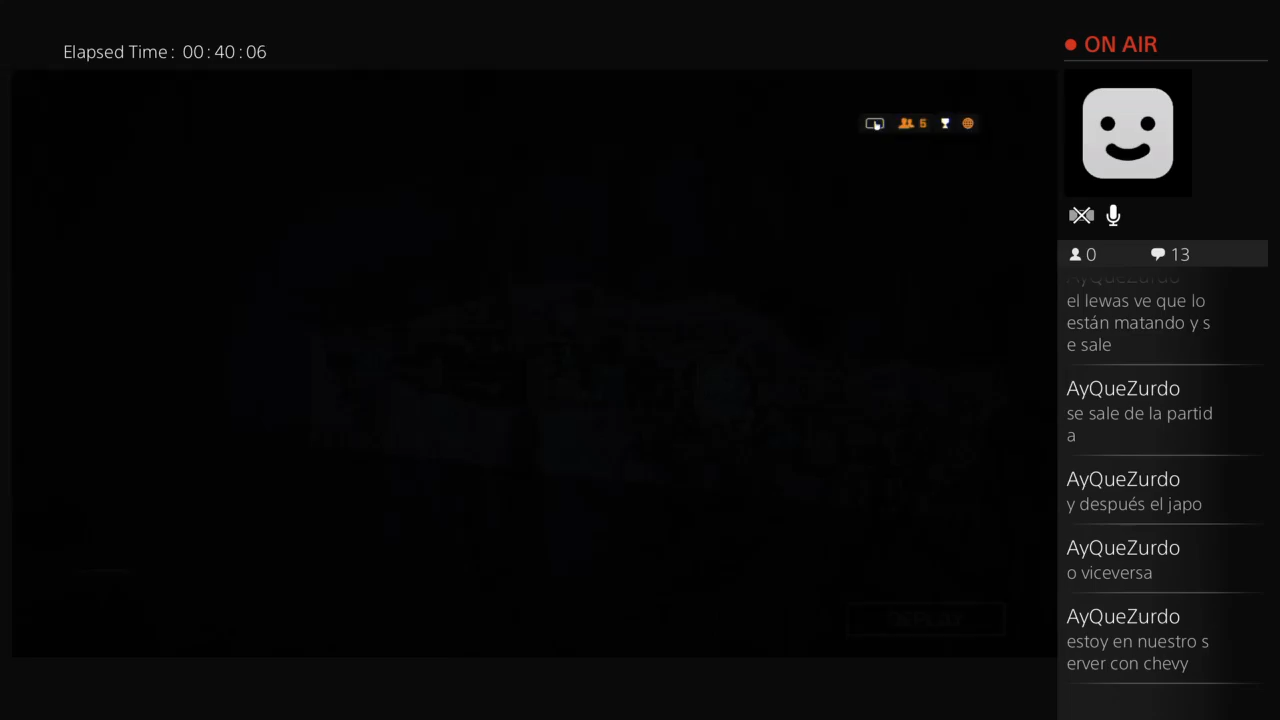 Elapsed Time: 00:40:06
ON AIR
5
0 13
AyQueZurdo
el lewas ve que lo
están matando y s
e sale
AyQueZurdo
se sale de la partid
a
AyQueZurdo
y después el japo
AyQueZurdo
o viceversa
AyQueZurdo
estoy en nuestro s
erver con chevy